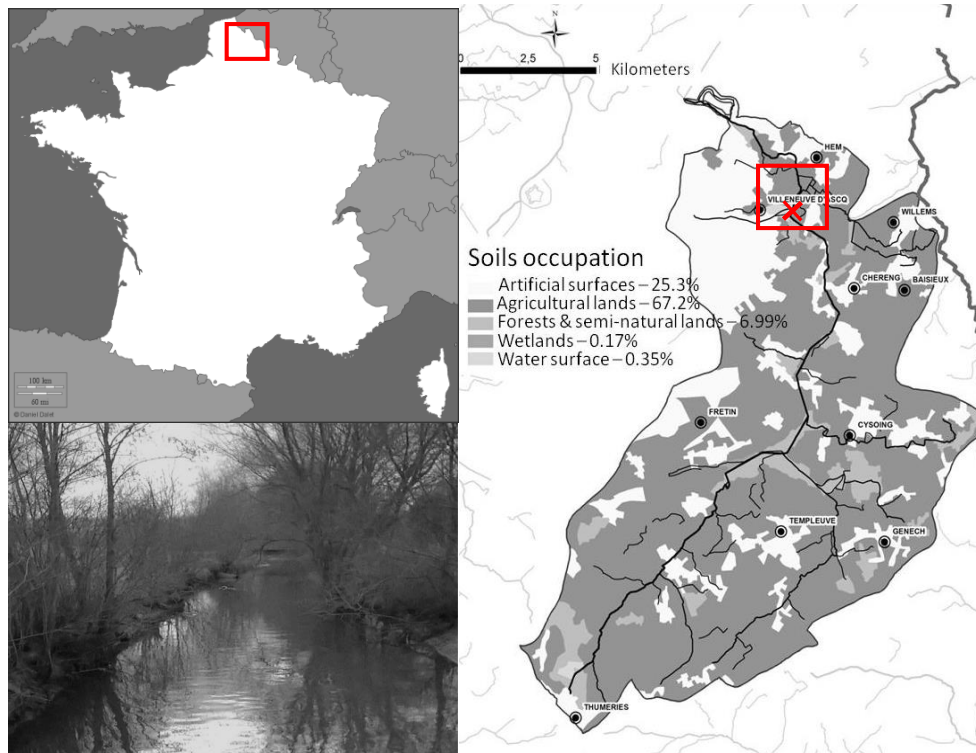 100 km
60 mi
© Daniel Dalet
N
0 2,5 5
Kilometers
HEM
VILLENEUVE D'ASCQ
WILLEMS
CHERENG
BAISIEUX
Soils occupation
Artificial surfaces – 25.3%
Agricultural lands – 67.2%
Forests & semi-natural lands – 6.99%
Wetlands – 0.17%
Water surface – 0.35%
FRETIN
CYSOING
TEMPLEUVE
GENECH
THUMERIES